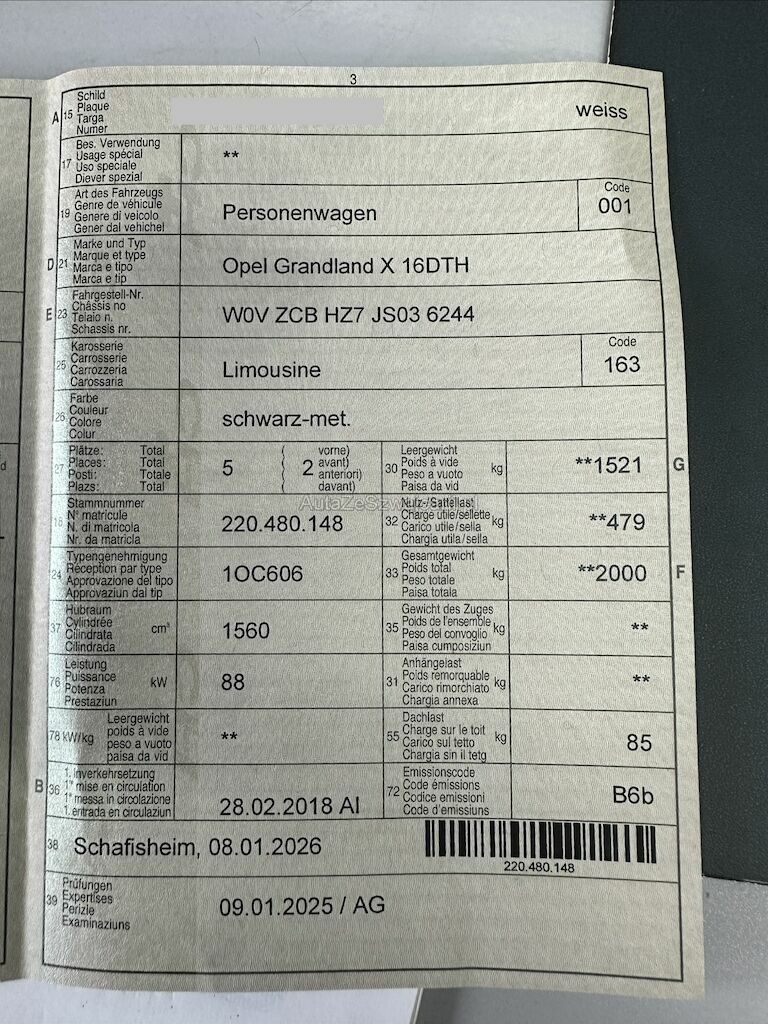 3
A 15 Schild
Plaque
Targa
Numer
weiss
17 Bes. Verwendung
Usage spécial
Uso speciale
Diever spezial
**
19 Art des Fahrzeugs
Genre de véhicule
Genere di veicolo
Gener dal vehichel
Personenwagen
Code
001
D 21 Marke und Typ
Marque et type
Marca e tipo
Marca e tip
Opel Grandland X 16DTH
E 23 Fahrgestell-Nr.
Châssis no
Telaio n.
Schassis nr.
W0V ZCB HZ7 JS03 6244
25 Karosserie
Carrosserie
Carrozzeria
Carossaria
Limousine
Code
163
26 Farbe
Couleur
Colore
Colur
schwarz-met.
27 Plätze: Total
Places: Total
Posti: Totale
Plazs: Total
5
2
vorne)
avant)
anteriori)
davant)
30 Leergewicht
Poids à vide
Peso a vuoto
Paisa da vid
kg
**1521
G
18 Stammnummer
N° matricule
N. di matricola
Nr. da matricla
220.480.148
32 Nutz-/Sattellast
Charge utile/sellette
Carico utile/sella
Chargia utila/sella
kg
**479
24 Typengenehmigung
Réception par type
Approvazione del tipo
Approvaziun dal tip
1OC606
33 Gesamtgewicht
Poids total
Peso totale
Paisa totala
kg
**2000
F
37 Hubraum
Cylindrée
Cilindrata
Cilindrada
cm³
1560
35 Gewicht des Zuges
Poids de l'ensemble
Peso del convoglio
Paisa cumposiziun
kg
**
76 Leistung
Puissance
Potenza
Prestaziun
kW
88
31 Anhängelast
Poids remorquable
Carico rimorchiato
Chargia annexa
kg
**
78 kW/kg
Leergewicht
poids à vide
peso a vuoto
paisa da vid
**
55 Dachlast
Charge sur le toit
Carico sul tetto
Chargia sin il tetg
kg
85
B 36 1. Inverkehrsetzung
1re mise en circulation
1a messa in circolazione
1. entrada en circulaziun
28.02.2018 AI
72 Emissionscode
Code émissions
Codice emissioni
Code d'emissiuns
B6b
38 Schafisheim, 08.01.2026
220.480.148
39 Prüfungen
Expertises
Perizie
Examinaziuns
09.01.2025 / AG